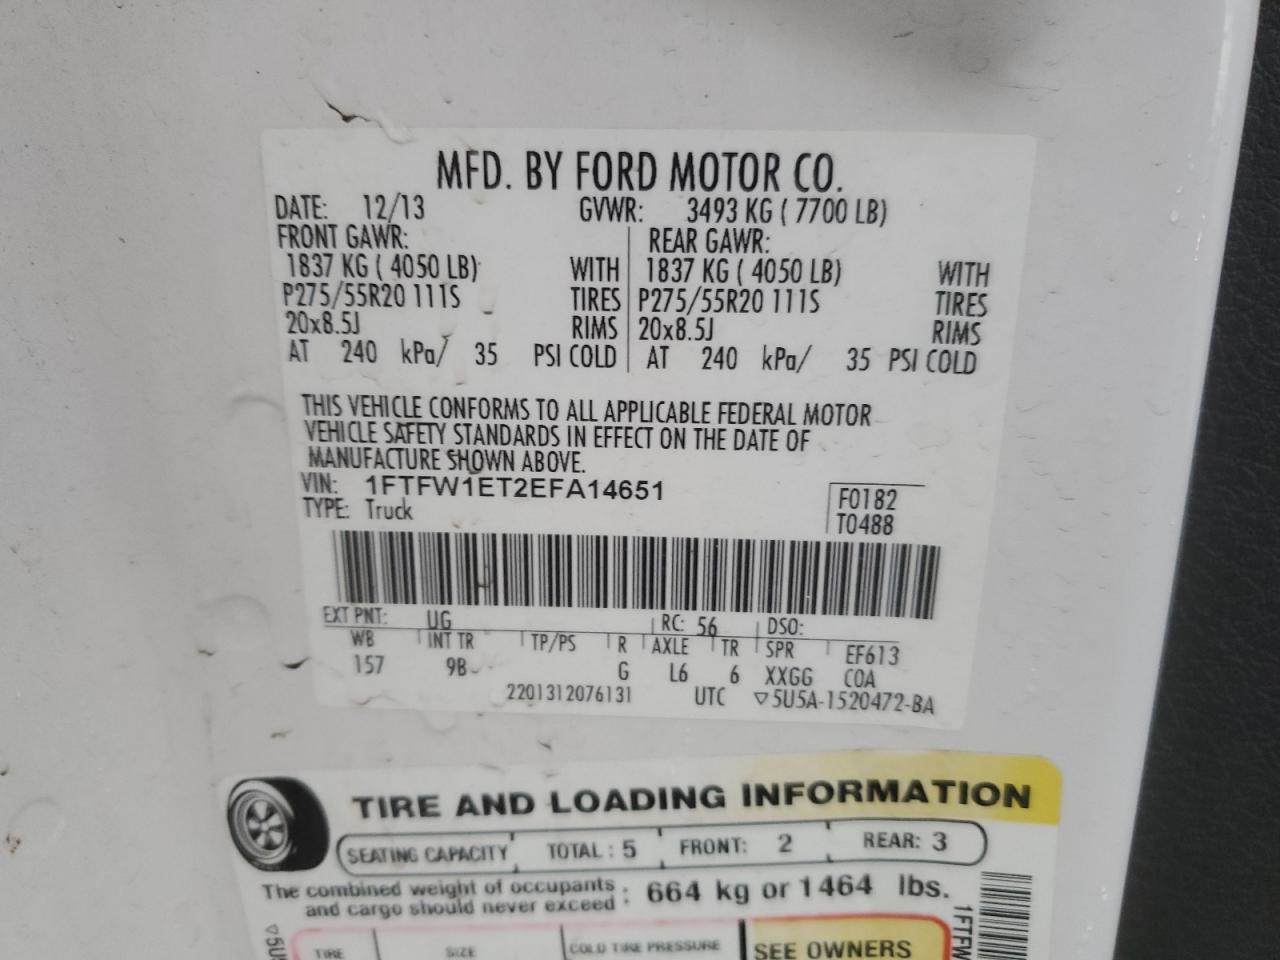 MFD. BY FORD MOTOR CO.
DATE: 12/13 GVWR: 3493 KG ( 7700 LB)
FRONT GAWR: REAR GAWR:
1837 KG ( 4050 LB) WITH 1837 KG ( 4050 LB) WITH
P275/55R20 111S TIRES P275/55R20 111S TIRES
20x8.5J RIMS 20x8.5J RIMS
AT 240 kPa/ 35 PSI COLD AT 240 kPa/ 35 PSI COLD
THIS VEHICLE CONFORMS TO ALL APPLICABLE FEDERAL MOTOR
VEHICLE SAFETY STANDARDS IN EFFECT ON THE DATE OF
MANUFACTURE SHOWN ABOVE.
VIN: 1FTFW1ET2EFA14651
TYPE: Truck
F0182
T0488
EXT PNT: UG RC: 56 DSO:
WB INT TR TP/PS R AXLE TR SPR EF613
157 9B G L6 6 XXGG COA
2201312076131 UTC ▽5U5A-1520472-BA
TIRE AND LOADING INFORMATION
SEATING CAPACITY TOTAL : 5 FRONT: 2 REAR: 3
The combined weight of occupants
and cargo should never exceed : 664 kg or 1464 lbs.
TIRE SIZE COLD TIRE PRESSURE SEE OWNERS
▽5U
1FTFW